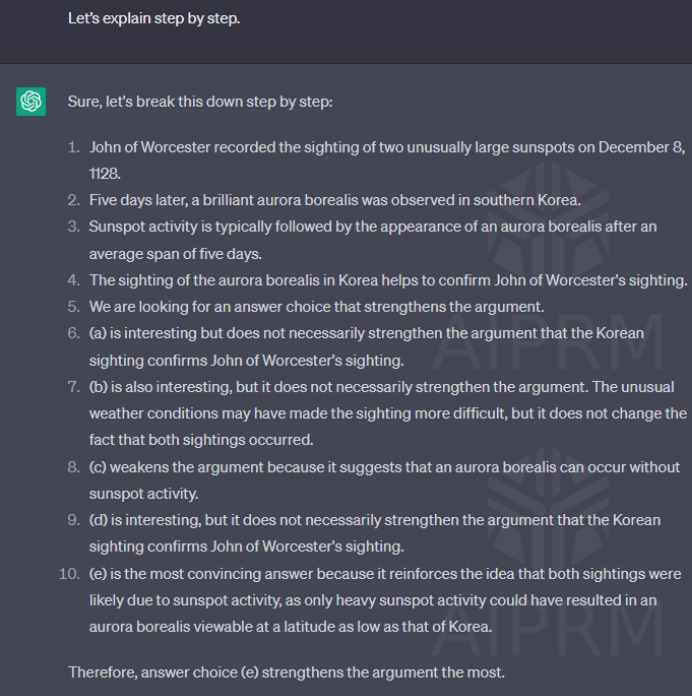 Let's explain step by step.
Sure, let's break this down step by step:
1. John of Worcester recorded the sighting of two unusually large sunspots on December 8,
1128.
2. Five days later, a brilliant aurora borealis was observed in southern Korea.
3. Sunspot activity is typically followed by the appearance of an aurora borealis after an
average span of five days.
4. The sighting of the aurora borealis in Korea helps to confirm John of Worcester's sighting.
5. We are looking for an answer choice that strengthens the argument.
6. (a) is interesting but does not necessarily strengthen the argument that the Korean
sighting confirms John of Worcester's sighting.
7. (b) is also interesting, but it does not necessarily strengthen the argument. The unusual
weather conditions may have made the sighting more difficult, but it does not change the
fact that both sightings occurred.
8. (c) weakens the argument because it suggests that an aurora borealis can occur without
sunspot activity.
9. (d) is interesting, but it does not necessarily strengthen the argument that the Korean
sighting confirms John of Worcester's sighting.
10. (e) is the most convincing answer because it reinforces the idea that both sightings were
likely due to sunspot activity, as only heavy sunspot activity could have resulted in an
aurora borealis viewable at a latitude as low as that of Korea.
Therefore, answer choice (e) strengthens the argument the most.
AIPRM
AIPRM